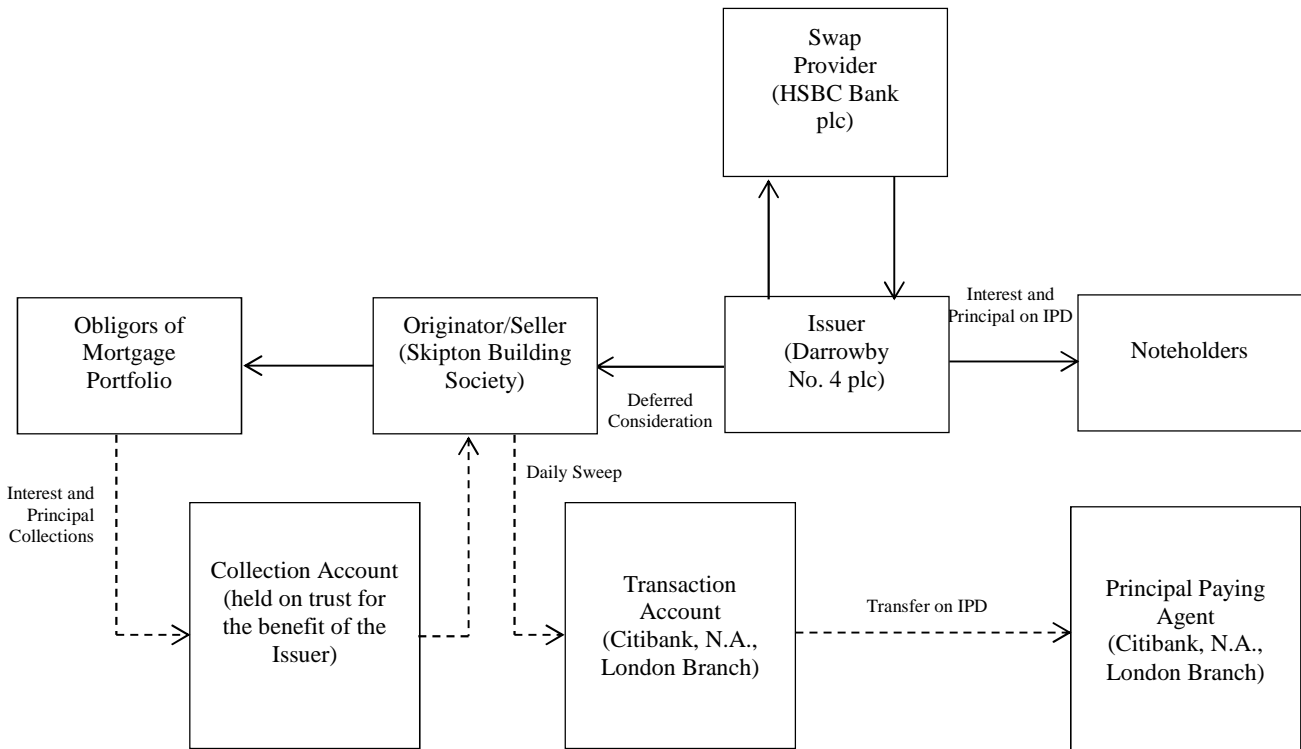 Swap
Provider
(HSBC Bank
plc)
Obligors of
Mortgage
Portfolio
Originator/Seller
(Skipton Building
Society)
Deferred
Consideration
Issuer
(Darrowby
No. 4 plc)
Interest and
Principal on IPD
Noteholders
Interest and
Principal
Collections
Daily Sweep
Collection Account
(held on trust for
the benefit of the
Issuer)
Transaction
Account
(Citibank, N.A.,
London Branch)
Transfer on IPD
Principal Paying
Agent
(Citibank, N.A.,
London Branch)